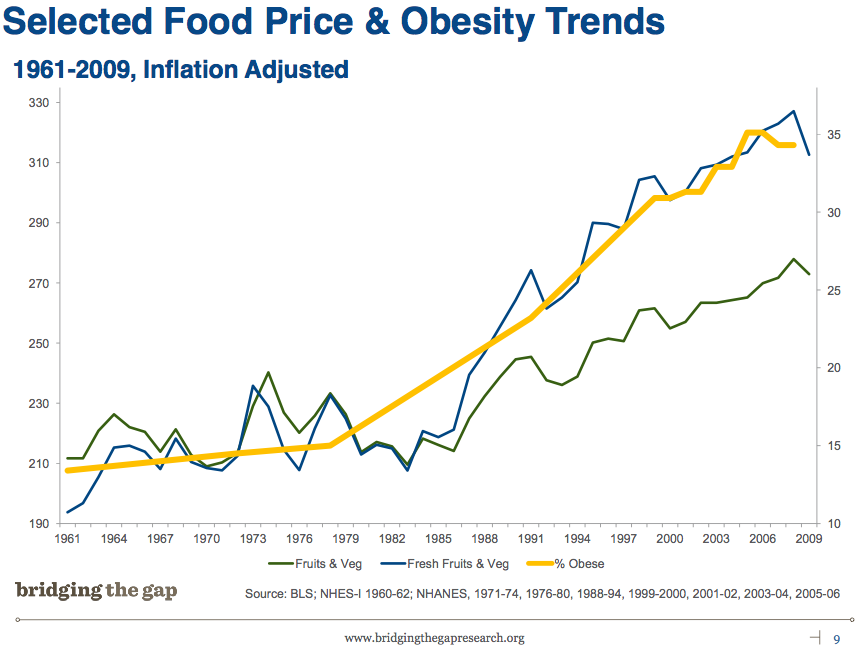 Selected Food Price & Obesity Trends
1961-2009, Inflation Adjusted
330
310
290
270
250
230
210
190
35
30
25
20
15
10
1961 1964 1967 1970 1973 1976 1979 1982 1985 1988 1991 1994 1997 2000 2003 2006 2009
Fruits & Veg Fresh Fruits & Veg % Obese
bridging the gap
Source: BLS; NHES-I 1960-62; NHANES, 1971-74, 1976-80, 1988-94, 1999-2000, 2001-02, 2003-04, 2005-06
www.bridgingthegapresearch.org
9